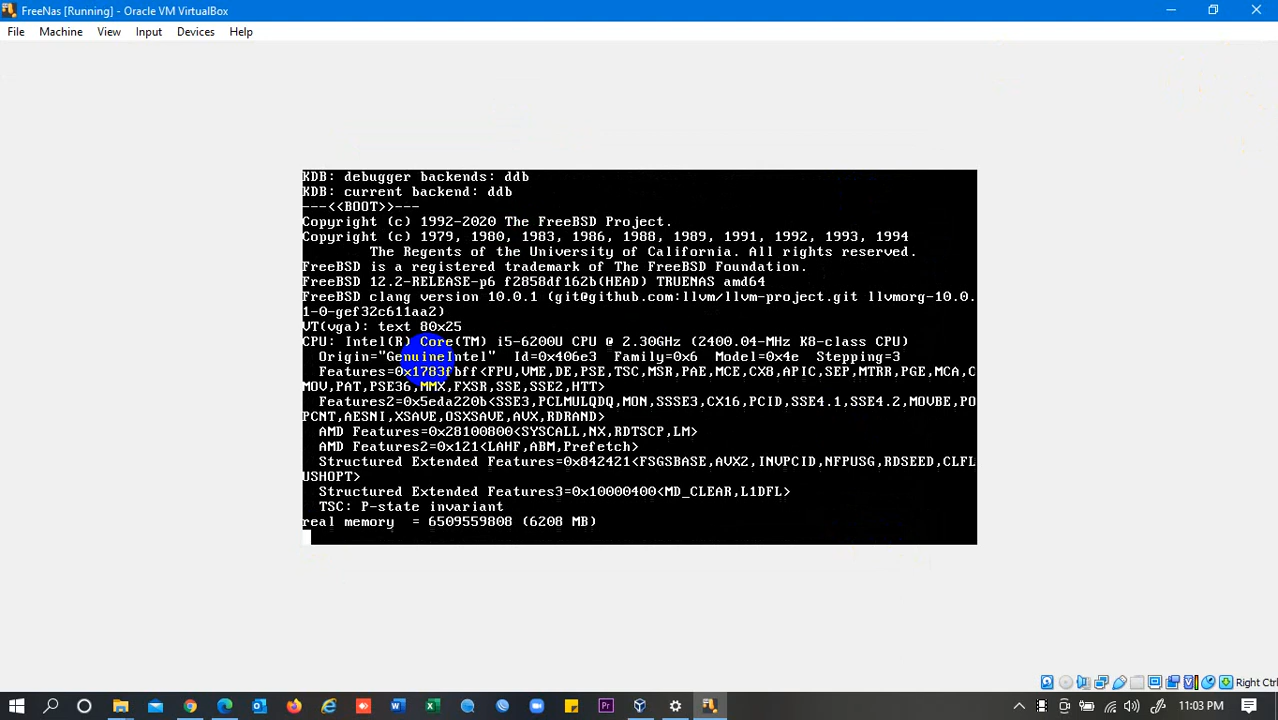 FreeNas [Running] - Oracle VM VirtualBox
File Machine View Input Devices Help
KDB: debugger backends: ddb
KDB: current backend: ddb
---<<BOOT>>---
Copyright (c) 1992-2020 The FreeBSD Project.
Copyright (c) 1979, 1980, 1983, 1986, 1988, 1989, 1991, 1992, 1993, 1994
The Regents of the University of California. All rights reserved.
FreeBSD is a registered trademark of The FreeBSD Foundation.
FreeBSD 12.2-RELEASE-p6 f2858df162b(HEAD) TRUENAS amd64
FreeBSD clang version 10.0.1 (git@github.com:llvm/llvm-project.git llvmorg-10.0.
1-0-gef32c611aa2)
VT(vga): text 80x25
CPU: Intel(R) Core(TM) i5-6200U CPU @ 2.30GHz (2400.04-MHz K8-class CPU)
Origin="GenuineIntel" Id=0x406e3 Family=0x6 Model=0x4e Stepping=3
Features=0x1783fbff<FPU,VME,DE,PSE,TSC,MSR,PAE,MCE,CX8,APIC,SEP,MTRR,PGE,MCA,C
MOV,PAT,PSE36,MMX,FXSR,SSE,SSE2,HTT>
Features2=0x5eda220b<SSE3,PCLMULQDQ,MON,SSSE3,CX16,PCID,SSE4.1,SSE4.2,MOVBE,PO
PCNT,AESNI,XSAVE,OSXSAVE,AVX,RDRAND>
AMD Features=0x28100800<SYSCALL,NX,RDTSCP,LM>
AMD Features2=0x121<LAHF,ABM,Prefetch>
Structured Extended Features=0x842421<FSGSBASE,AVX2,INVPCID,NFPUSG,RDSEED,CLFL
USHOPT>
Structured Extended Features3=0x10000400<MD_CLEAR,L1DFL>
TSC: P-state invariant
real memory = 6509559808 (6208 MB)
Right Ctrl
11:03 PM